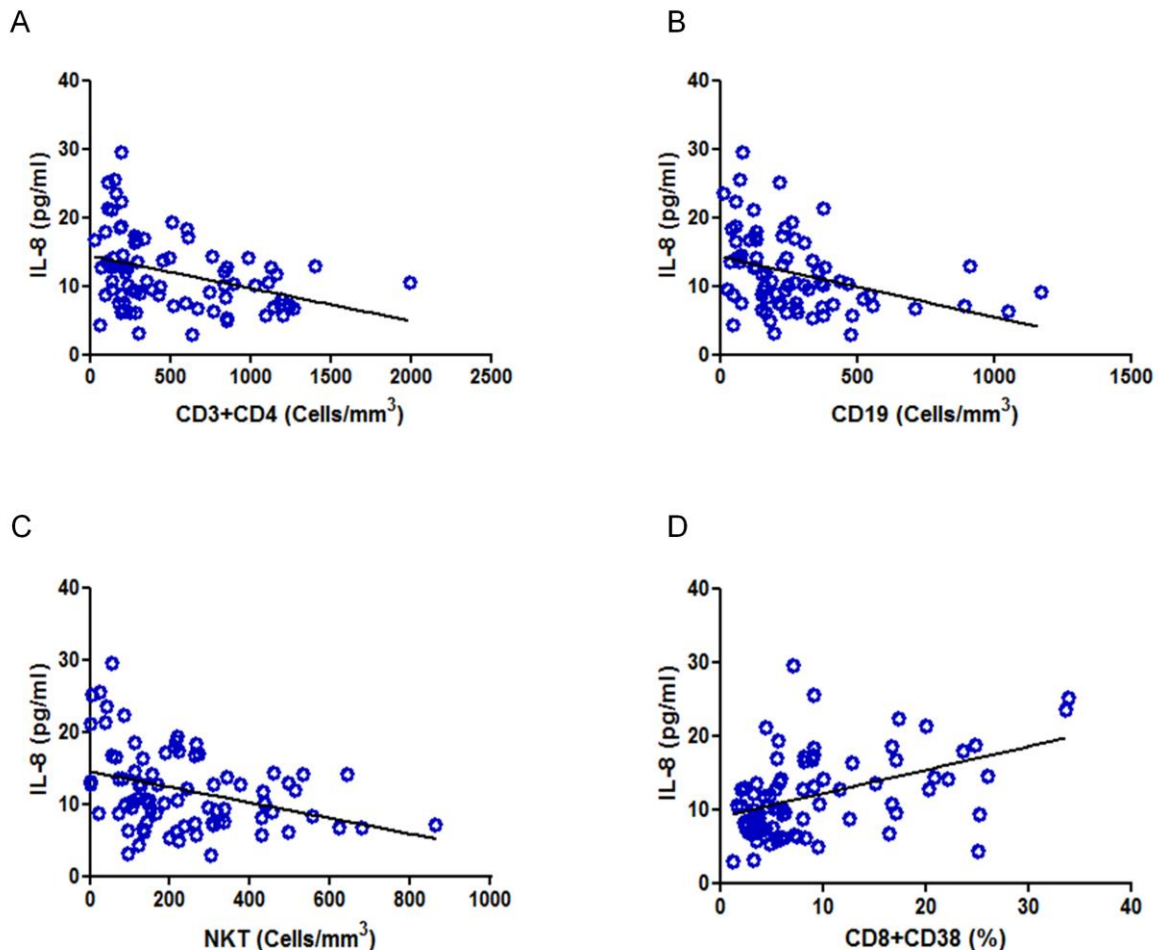 A
B
40
30
20
10
0
IL-8 (pg/ml)
0 500 1000 1500 2000 2500
CD3+CD4 (Cells/mm³)
40
30
20
10
0
IL-8 (pg/ml)
0 500 1000 1500
CD19 (Cells/mm³)
C
D
40
30
20
10
0
IL-8 (pg/ml)
0 200 400 600 800 1000
NKT (Cells/mm³)
40
30
20
10
0
IL-8 (pg/ml)
0 10 20 30 40
CD8+CD38 (%)